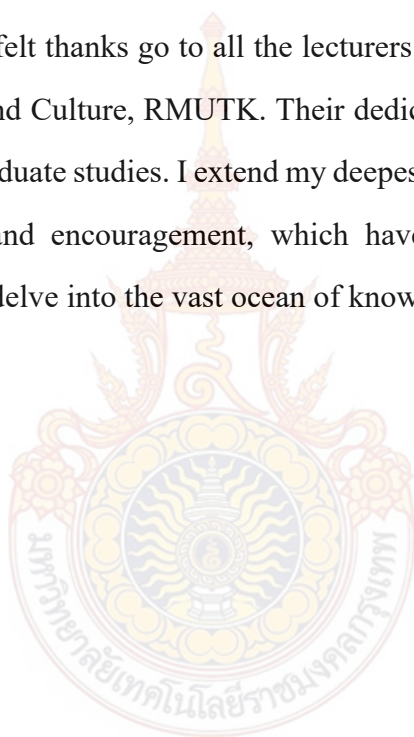 felt thanks go to all the lecturers
nd Culture, RMUTK. Their dedic
duate studies. I extend my deepes
and encouragement, which have
delve into the vast ocean of know
มหาวิทยาลัยเทคโนโลยีราชมงคลกรุงเทพ